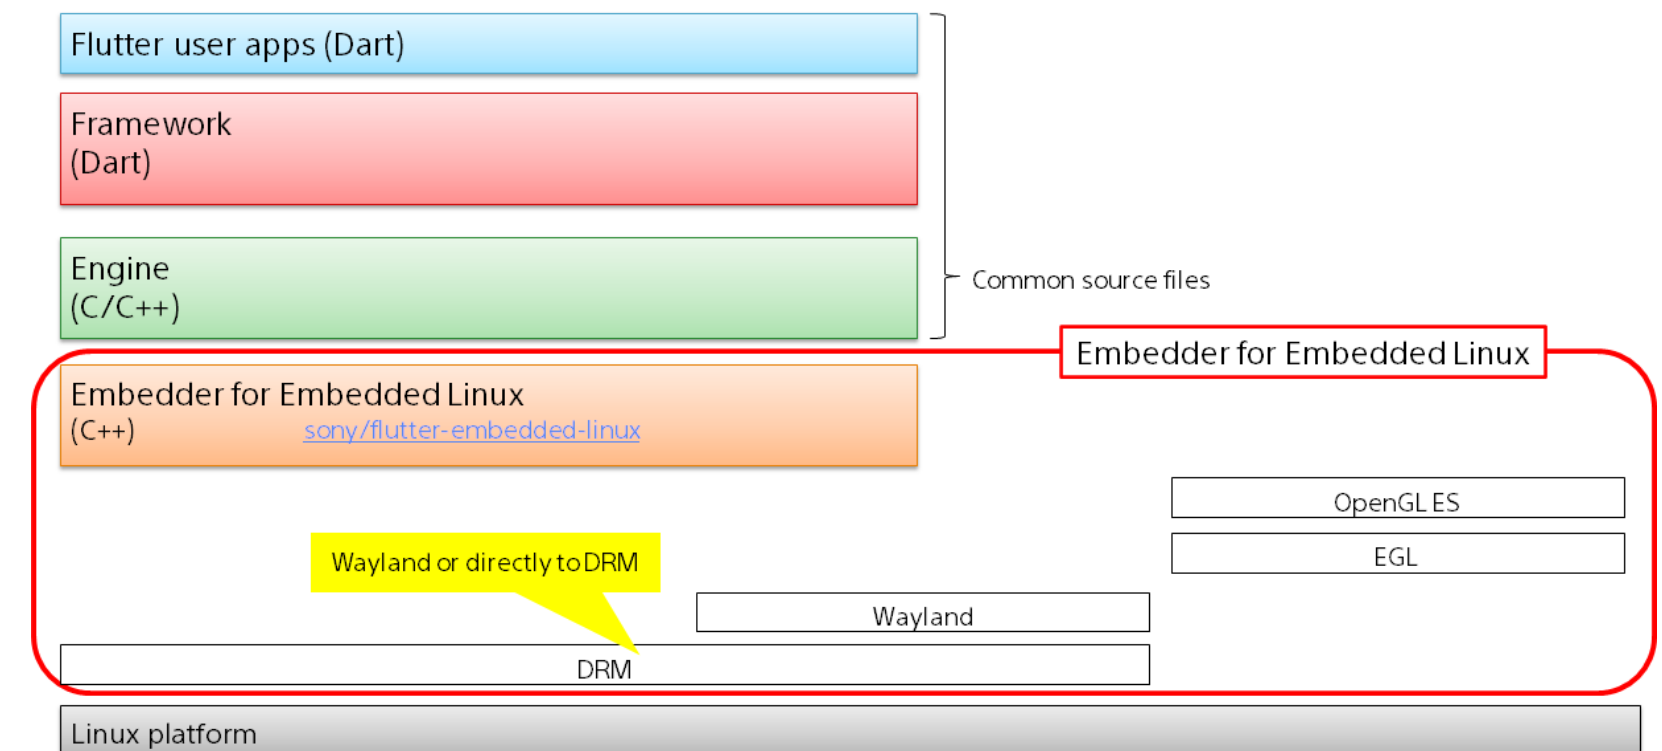 Flutter user apps (Dart)
Framework
(Dart)
Engine
(C/C++)
Common source files
Embedder for Embedded Linux
Embedder for Embedded Linux
(C++) sony/flutter-embedded-linux
OpenGL ES
Wayland or directly to DRM
EGL
Wayland
DRM
Linux platform